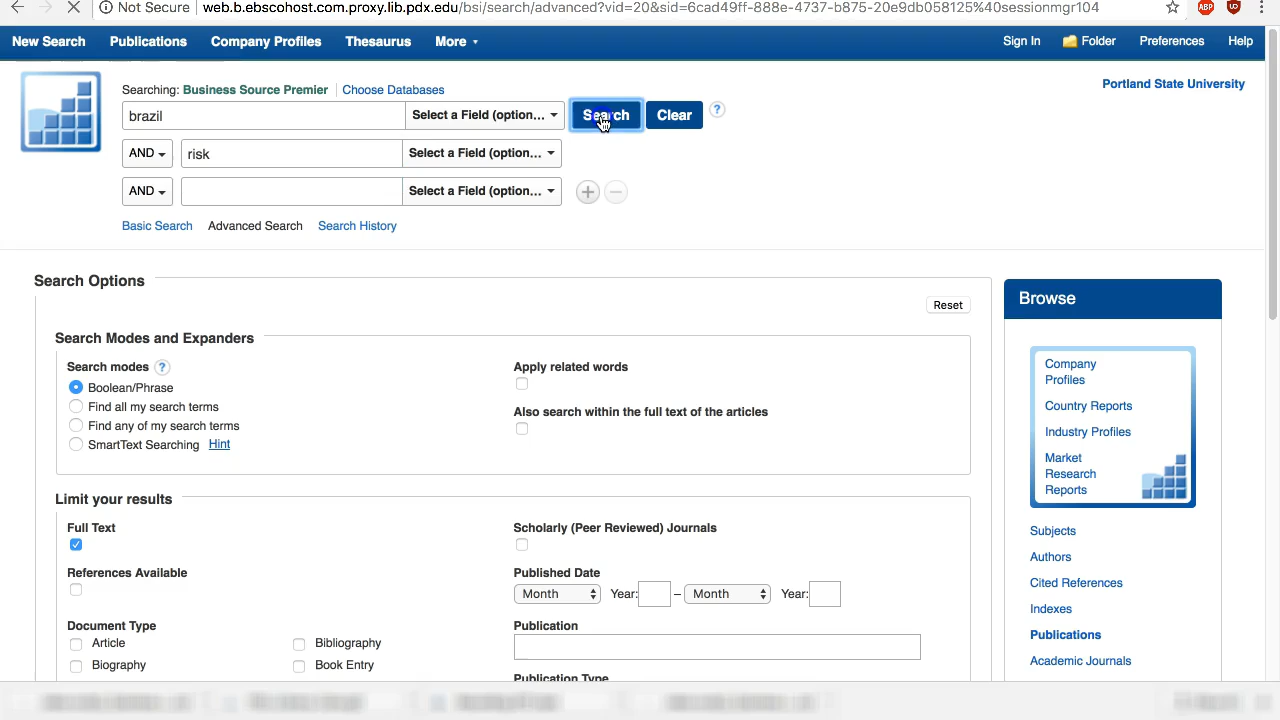 Not Secure web.b.ebscohost.com.proxy.lib.pdx.edu/bsi/search/advanced?vid=20&sid=6cad49ff-888e-4737-b875-20e9db058125%40sessionmgr104 ABP
New Search Publications Company Profiles Thesaurus More Sign In Folder Preferences Help
Searching: Business Source Premier Choose Databases Portland State University
brazil Select a Field (option... Search Clear ?
AND risk Select a Field (option...
AND Select a Field (option... + −
Basic Search Advanced Search Search History
Search Options
Reset
Search Modes and Expanders
Search modes ?
Boolean/Phrase
Find all my search terms
Find any of my search terms
SmartText Searching Hint
Apply related words
Also search within the full text of the articles
Limit your results
Full Text
References Available
Document Type
Article Bibliography
Biography Book Entry
Scholarly (Peer Reviewed) Journals
Published Date
Month Year: – Month Year:
Publication
Publication Type
Browse
Company
Profiles
Country Reports
Industry Profiles
Market
Research
Reports
Subjects
Authors
Cited References
Indexes
Publications
Academic Journals